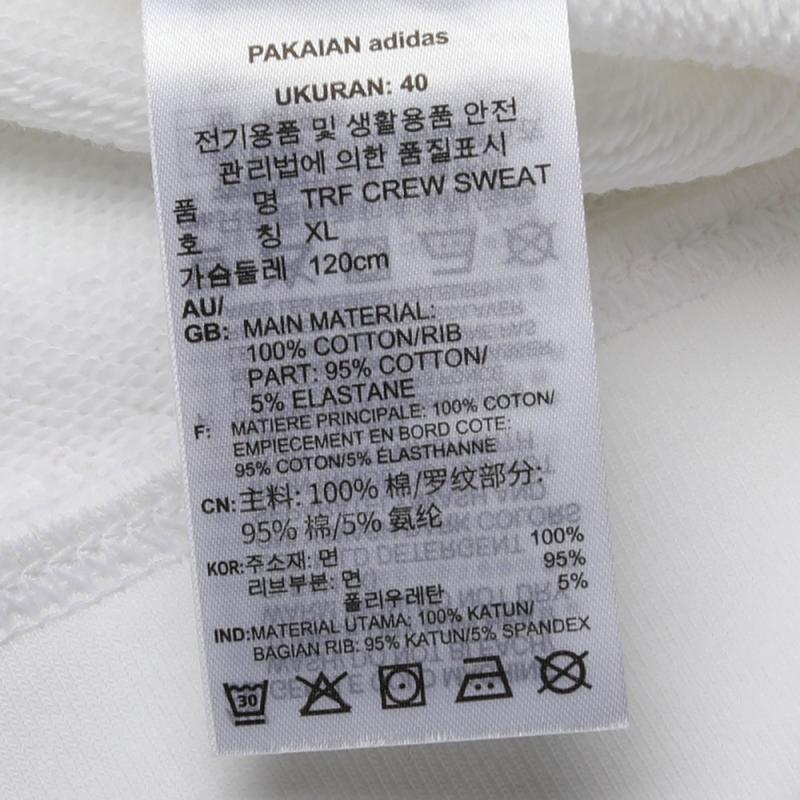 PAKAIAN adidas
UKURAN: 40
전기용품 및 생활용품 안전
관리법에 의한 품질표시
품 명 TRF CREW SWEAT
호 칭 XL
가슴둘레 120cm
AU/
GB: MAIN MATERIAL:
100% COTTON/RIB
PART: 95% COTTON/
5% ELASTANE
F: MATIERE PRINCIPALE: 100% COTON/
EMPIECEMENT EN BORD COTE:
95% COTON/5% ÉLASTHANNE
CN: 主料: 100% 棉/罗纹部分:
95% 棉/5% 氨纶
KOR: 주소재: 면 100%
리브부분: 면 95%
폴리우레탄 5%
IND: MATERIAL UTAMA: 100% KATUN/
BAGIAN RIB: 95% KATUN/5% SPANDEX
30